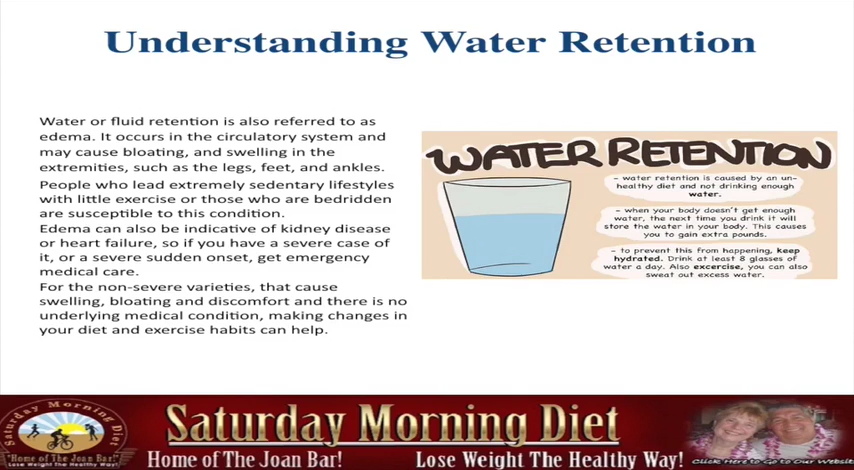 Understanding Water Retention
Water or fluid retention is also referred to as
edema. It occurs in the circulatory system and
may cause bloating, and swelling in the
extremities, such as the legs, feet, and ankles.
People who lead extremely sedentary lifestyles
with little exercise or those who are bedridden
are susceptible to this condition.
Edema can also be indicative of kidney disease
or heart failure, so if you have a severe case of
it, or a severe sudden onset, get emergency
medical care.
For the non-severe varieties, that cause
swelling, bloating and discomfort and there is no
underlying medical condition, making changes in
your diet and exercise habits can help.
WATER RETENTION
- water retention is caused by an un-
healthy diet and not drinking enough
water.
- when your body doesn't get enough
water, the next time you drink it will
store the water in your body. This causes
you to gain extra pounds.
- to prevent this from happening, keep
hydrated. Drink at least 8 glasses of
water a day. Also excercise, you can also
sweat out excess water.
Saturday Morning Diet
"Home of The Joan Bar!"
Lose Weight The Healthy Way!
Saturday Morning Diet
Home of The Joan Bar! Lose Weight The Healthy Way!
Click Here to Go to Our Website